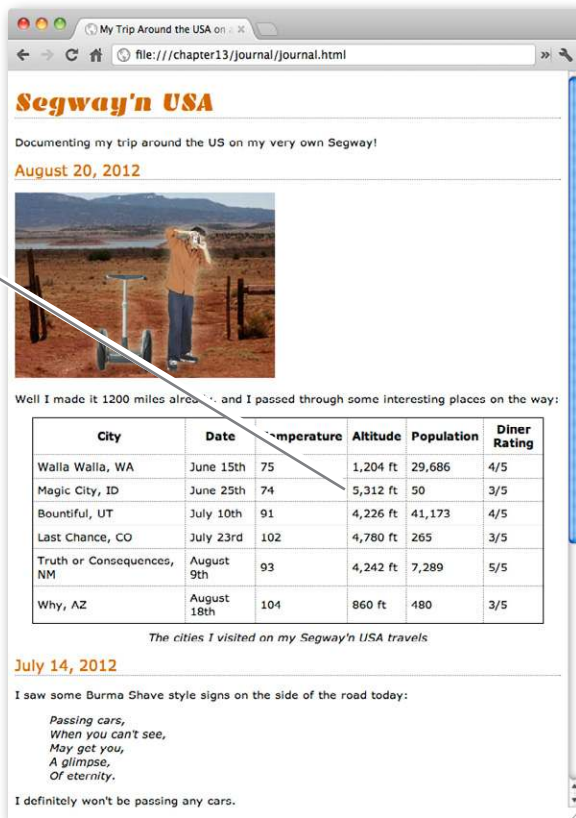 My Trip Around the USA on a
file:///chapter13/journal/journal.html
Segway'n USA
Documenting my trip around the US on my very own Segway!
August 20, 2012
Well I made it 1200 miles already, and I passed through some interesting places on the way:
City Date Temperature Altitude Population Diner Rating
Walla Walla, WA June 15th 75 1,204 ft 29,686 4/5
Magic City, ID June 25th 74 5,312 ft 50 3/5
Bountiful, UT July 10th 91 4,226 ft 41,173 4/5
Last Chance, CO July 23rd 102 4,780 ft 265 3/5
Truth or Consequences, NM August 9th 93 4,242 ft 7,289 5/5
Why, AZ August 18th 104 860 ft 480 3/5
The cities I visited on my Segway'n USA travels
July 14, 2012
I saw some Burma Shave style signs on the side of the road today:
Passing cars,
When you can't see,
May get you,
A glimpse,
Of eternity.
I definitely won't be passing any cars.